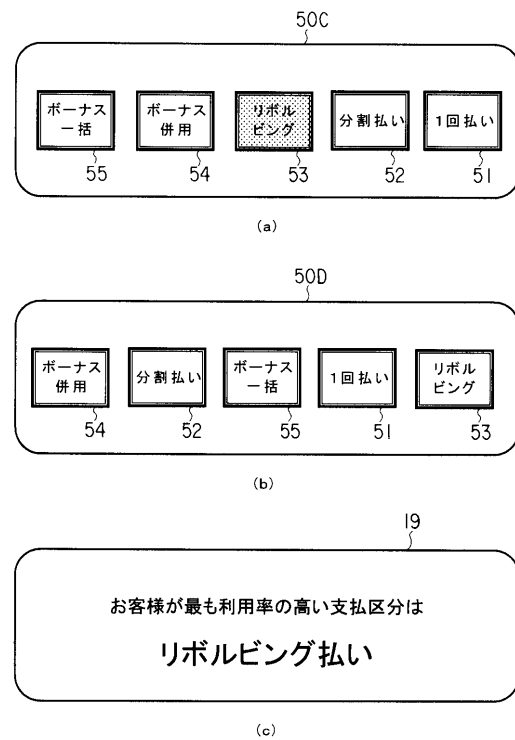 50C
ボーナス
一括
ボーナス
併用
リボル
ビング
分割払い
1回払い
55
54
53
52
51
(a)
50D
ボーナス
併用
分割払い
ボーナス
一括
1回払い
リボル
ビング
54
52
55
51
53
(b)
19
お客様が最も利用率の高い支払区分は
リボルビング払い
(c)